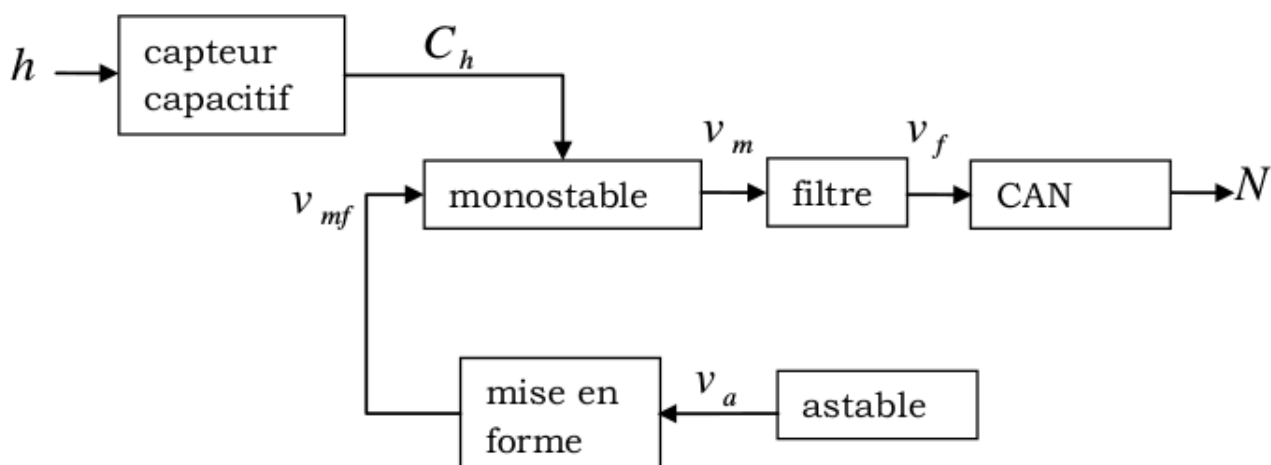 h
capteur
capacitif
C_h
v_mf
monostable
v_m
filtre
v_f
CAN
N
mise en
forme
v_a
astable